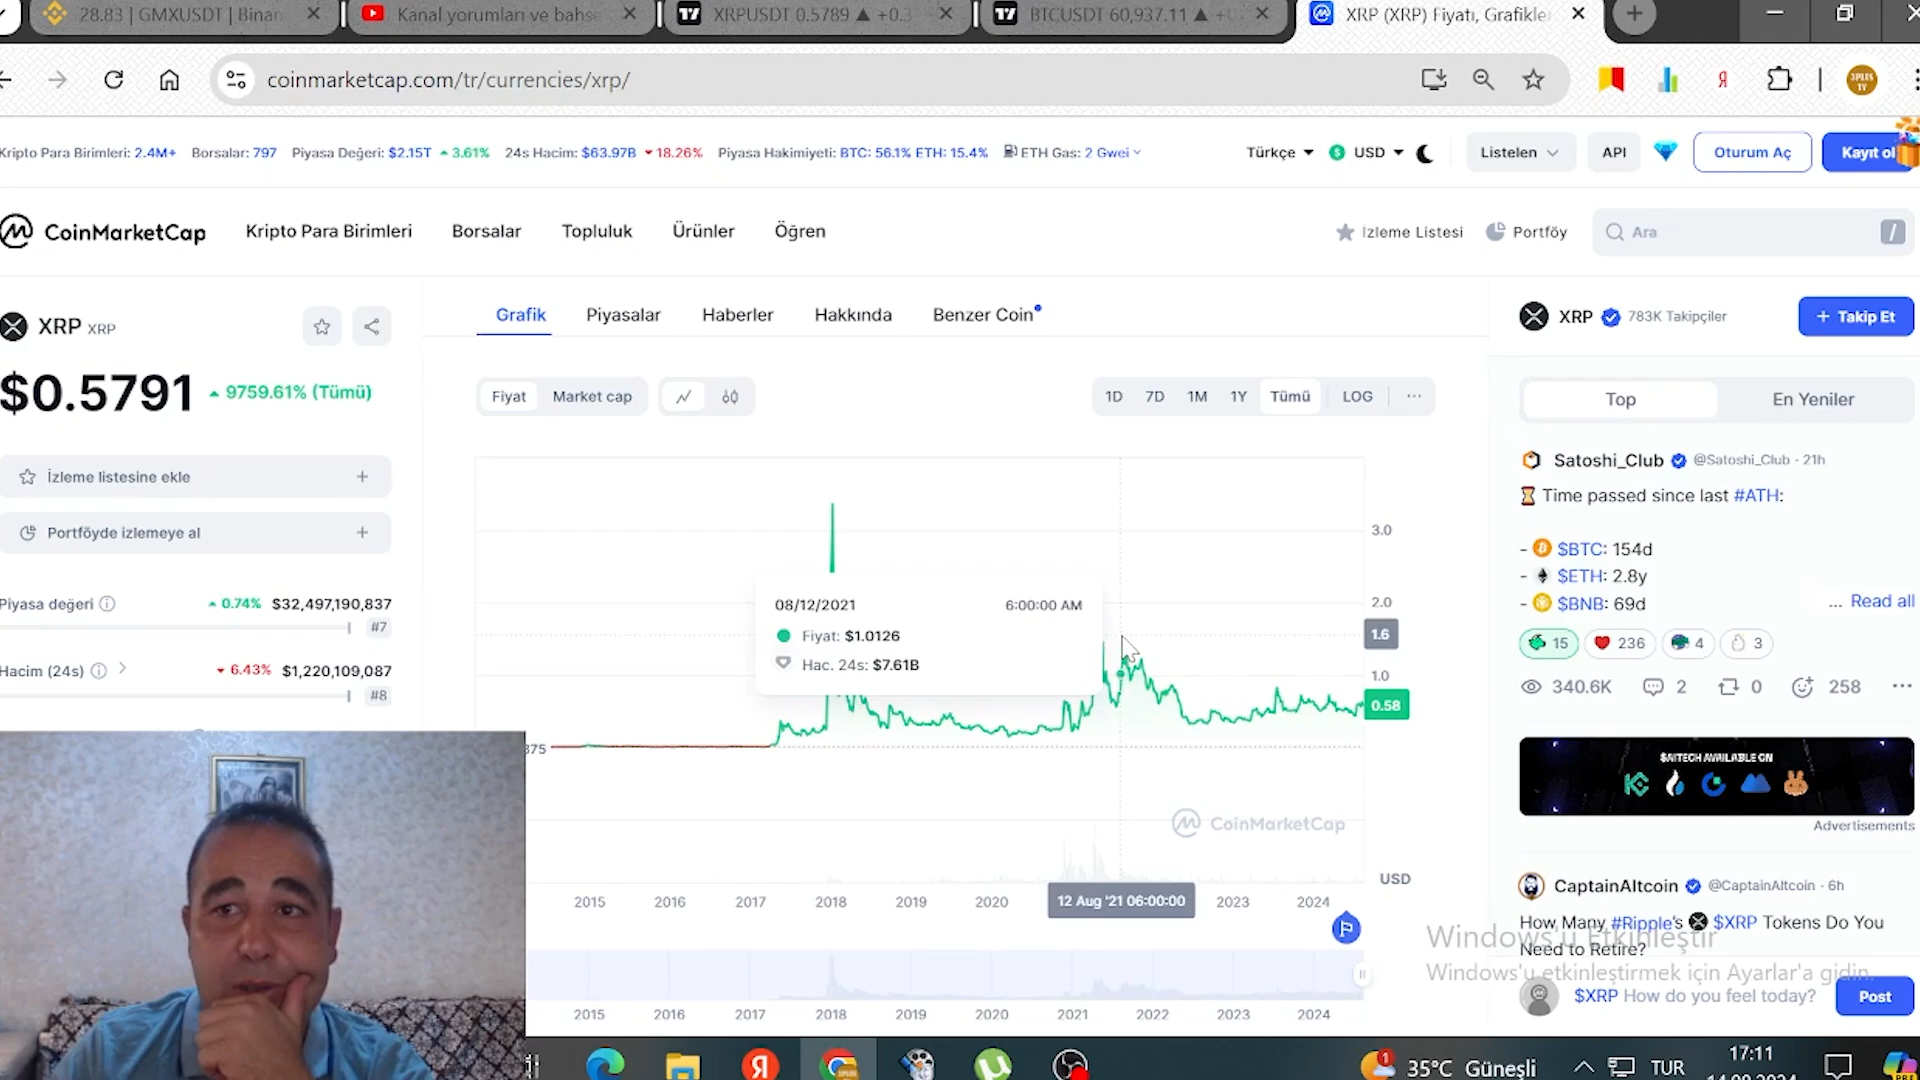 28.83 | GMXUSDT | Binan
Kanal yorumları ve bahse
XRPUSDT 0.5789 ▲ +0.3
BTCUSDT 60,937.11 ▲
XRP (XRP) Fiyatı, Grafikle
coinmarketcap.com/tr/currencies/xrp/
3PLUS TV
Kripto Para Birimleri: 2.4M+ Borsalar: 797 Piyasa Değeri: $2.15T 3.61% 24s Hacim: $63.97B 18.26% Piyasa Hakimiyeti: BTC: 56.1% ETH: 15.4% ETH Gas: 2 Gwei
Türkçe USD Listelen API Oturum Aç Kayıt ol
CoinMarketCap Kripto Para Birimleri Borsalar Topluluk Ürünler Öğren
Izleme Listesi Portföy Ara /
XRP XRP
$0.5791 9759.61% (Tümü)
İzleme listesine ekle +
Portföyde izlemeye al +
Piyasa değeri 0.74% $32,497,190,837
#7
Hacim (24s) 6.43% $1,220,109,087
#8
Grafik Piyasalar Haberler Hakkında Benzer Coin
Fiyat Market cap
1D 7D 1M 1Y Tümü LOG ...
3.0
2.0
1.6
1.0
0.58
08/12/2021 6:00:00 AM
Fiyat: $1.0126
Hac. 24s: $7.61B
375
CoinMarketCap
USD
2015 2016 2017 2018 2019 2020 12 Aug '21 06:00:00 2023 2024
2015 2016 2017 2018 2019 2020 2021 2022 2023 2024
XRP 783K Takipçiler + Takip Et
Top En Yeniler
Satoshi_Club @Satoshi_Club · 21h
Time passed since last #ATH:
- $BTC: 154d
- $ETH: 2.8y
- $BNB: 69d
... Read all
15 236 4 3
340.6K 2 0 258 ...
$AITECH AVAILABLE ON
Advertisements
CaptainAltcoin @CaptainAltcoin · 6h
How Many #Ripple's $XRP Tokens Do You
Need to Retire?
Windows'u Etkinleştir
Windows'u etkinleştirmek için Ayarlar'a gidin.
$XRP How do you feel today? Post
1
35°C Güneşli
TUR
17:11
14.08.2024